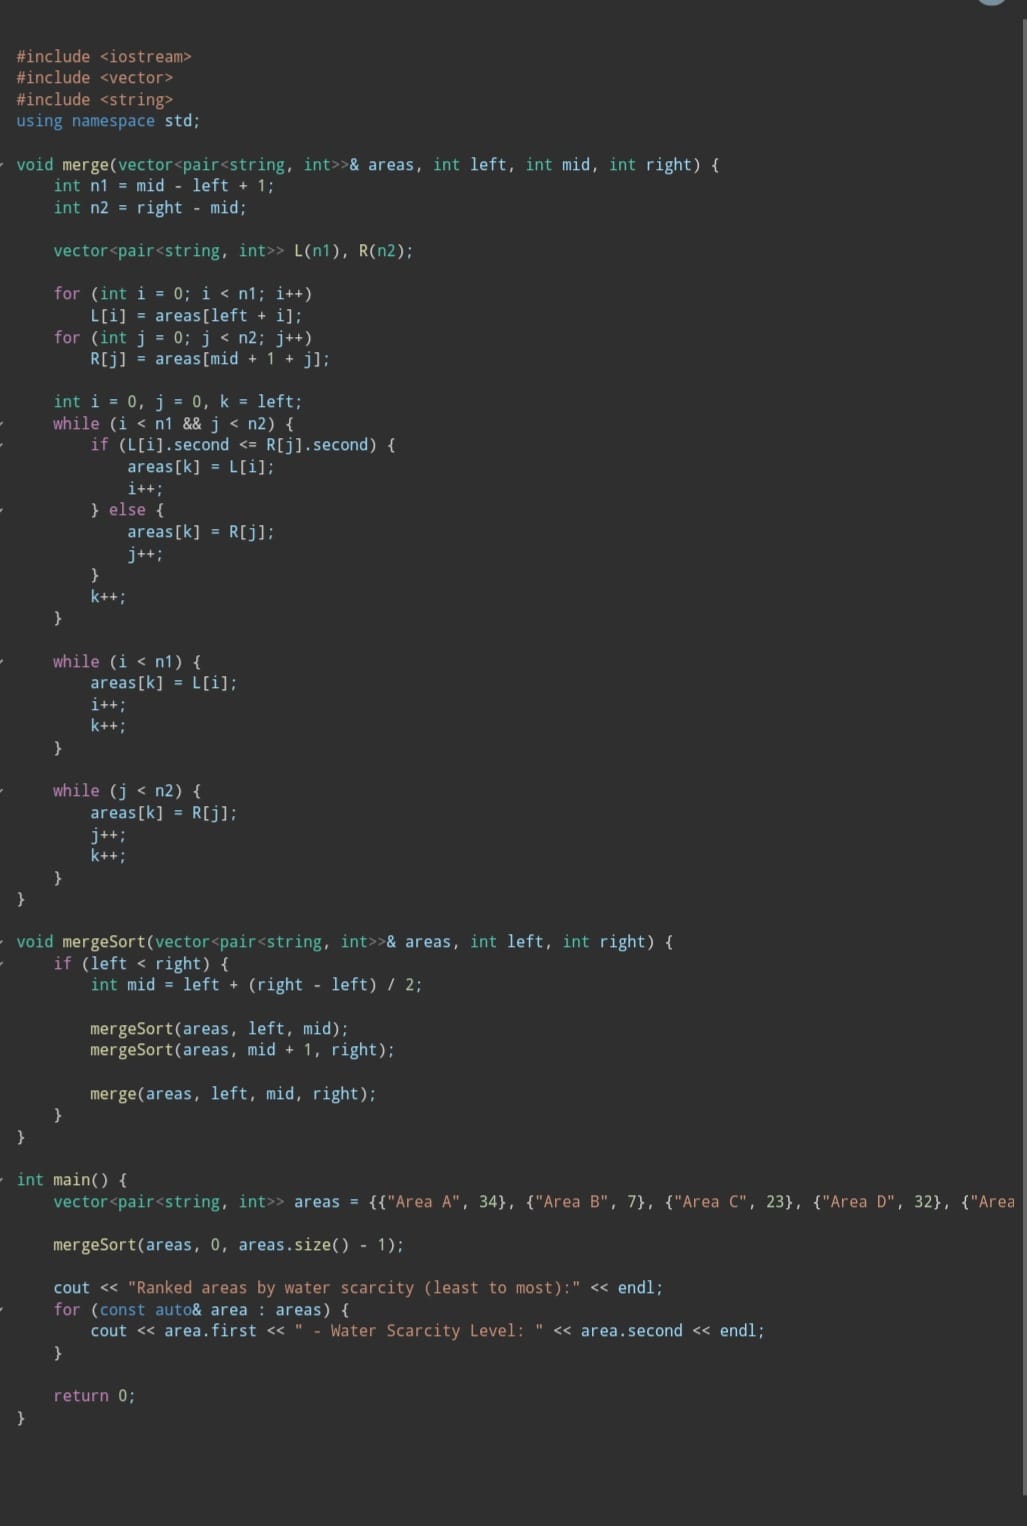 #include <iostream>
#include <vector>
#include <string>
using namespace std;

void merge(vector<pair<string, int>>& areas, int left, int mid, int right) {
    int n1 = mid - left + 1;
    int n2 = right - mid;

    vector<pair<string, int>> L(n1), R(n2);

    for (int i = 0; i < n1; i++)
        L[i] = areas[left + i];
    for (int j = 0; j < n2; j++)
        R[j] = areas[mid + 1 + j];

    int i = 0, j = 0, k = left;
    while (i < n1 && j < n2) {
        if (L[i].second <= R[j].second) {
            areas[k] = L[i];
            i++;
        } else {
            areas[k] = R[j];
            j++;
        }
        k++;
    }

    while (i < n1) {
        areas[k] = L[i];
        i++;
        k++;
    }

    while (j < n2) {
        areas[k] = R[j];
        j++;
        k++;
    }
}

void mergeSort(vector<pair<string, int>>& areas, int left, int right) {
    if (left < right) {
        int mid = left + (right - left) / 2;

        mergeSort(areas, left, mid);
        mergeSort(areas, mid + 1, right);

        merge(areas, left, mid, right);
    }
}

int main() {
    vector<pair<string, int>> areas = {{"Area A", 34}, {"Area B", 7}, {"Area C", 23}, {"Area D", 32}, {"Area

    mergeSort(areas, 0, areas.size() - 1);

    cout << "Ranked areas by water scarcity (least to most):" << endl;
    for (const auto& area : areas) {
        cout << area.first << " - Water Scarcity Level: " << area.second << endl;
    }

    return 0;
}